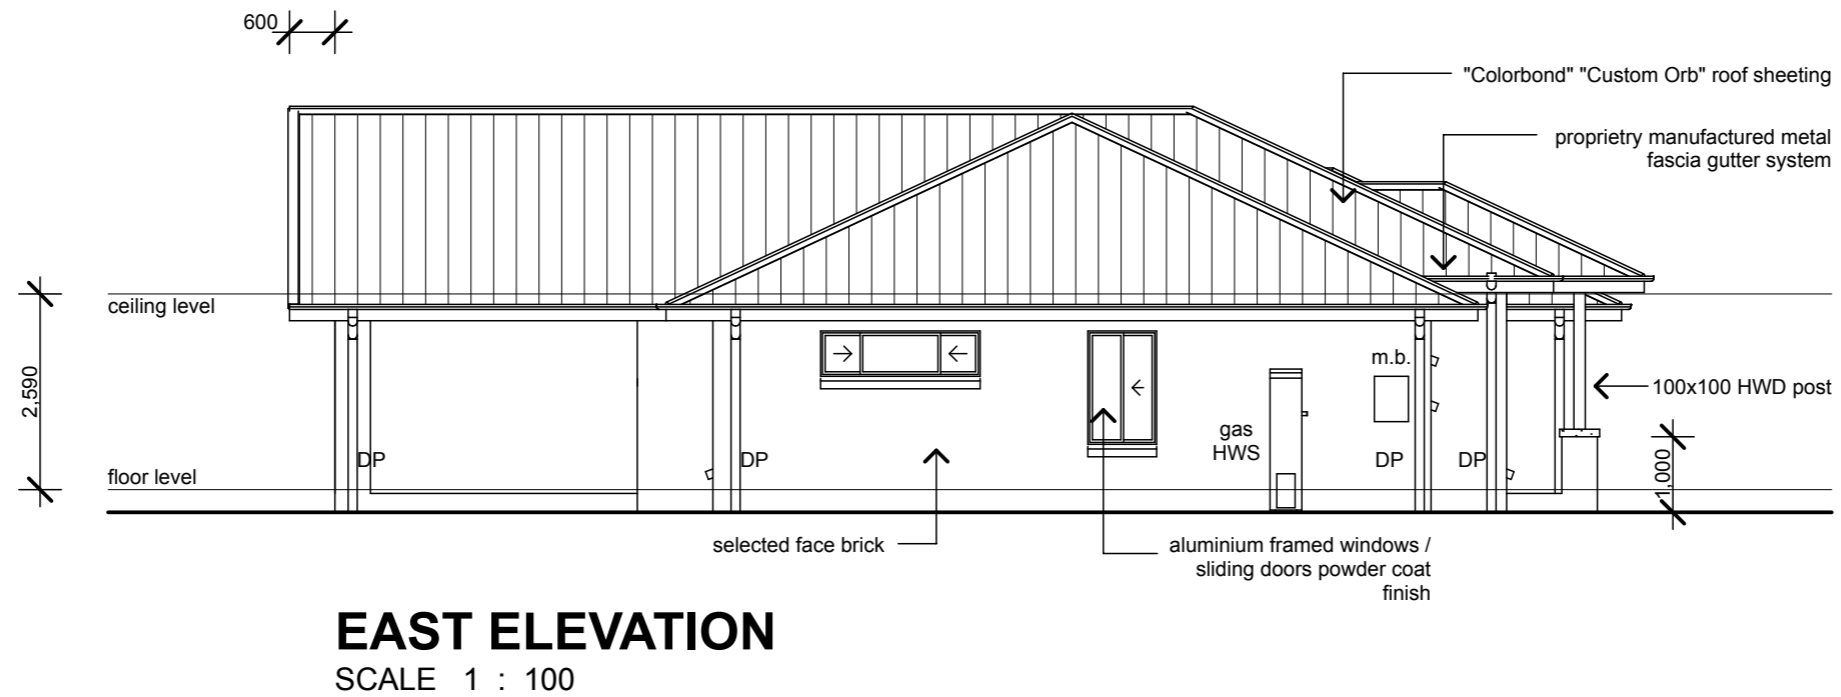 600
"Colorbond" "Custom Orb" roof sheeting
proprietry manufactured metal
fascia gutter system
ceiling level
2,590
m.b.
100x100 HWD post
gas
HWS
DP
DP
DP
DP
floor level
1,000
selected face brick
aluminium framed windows /
sliding doors powder coat
finish
EAST ELEVATION
SCALE 1 : 100